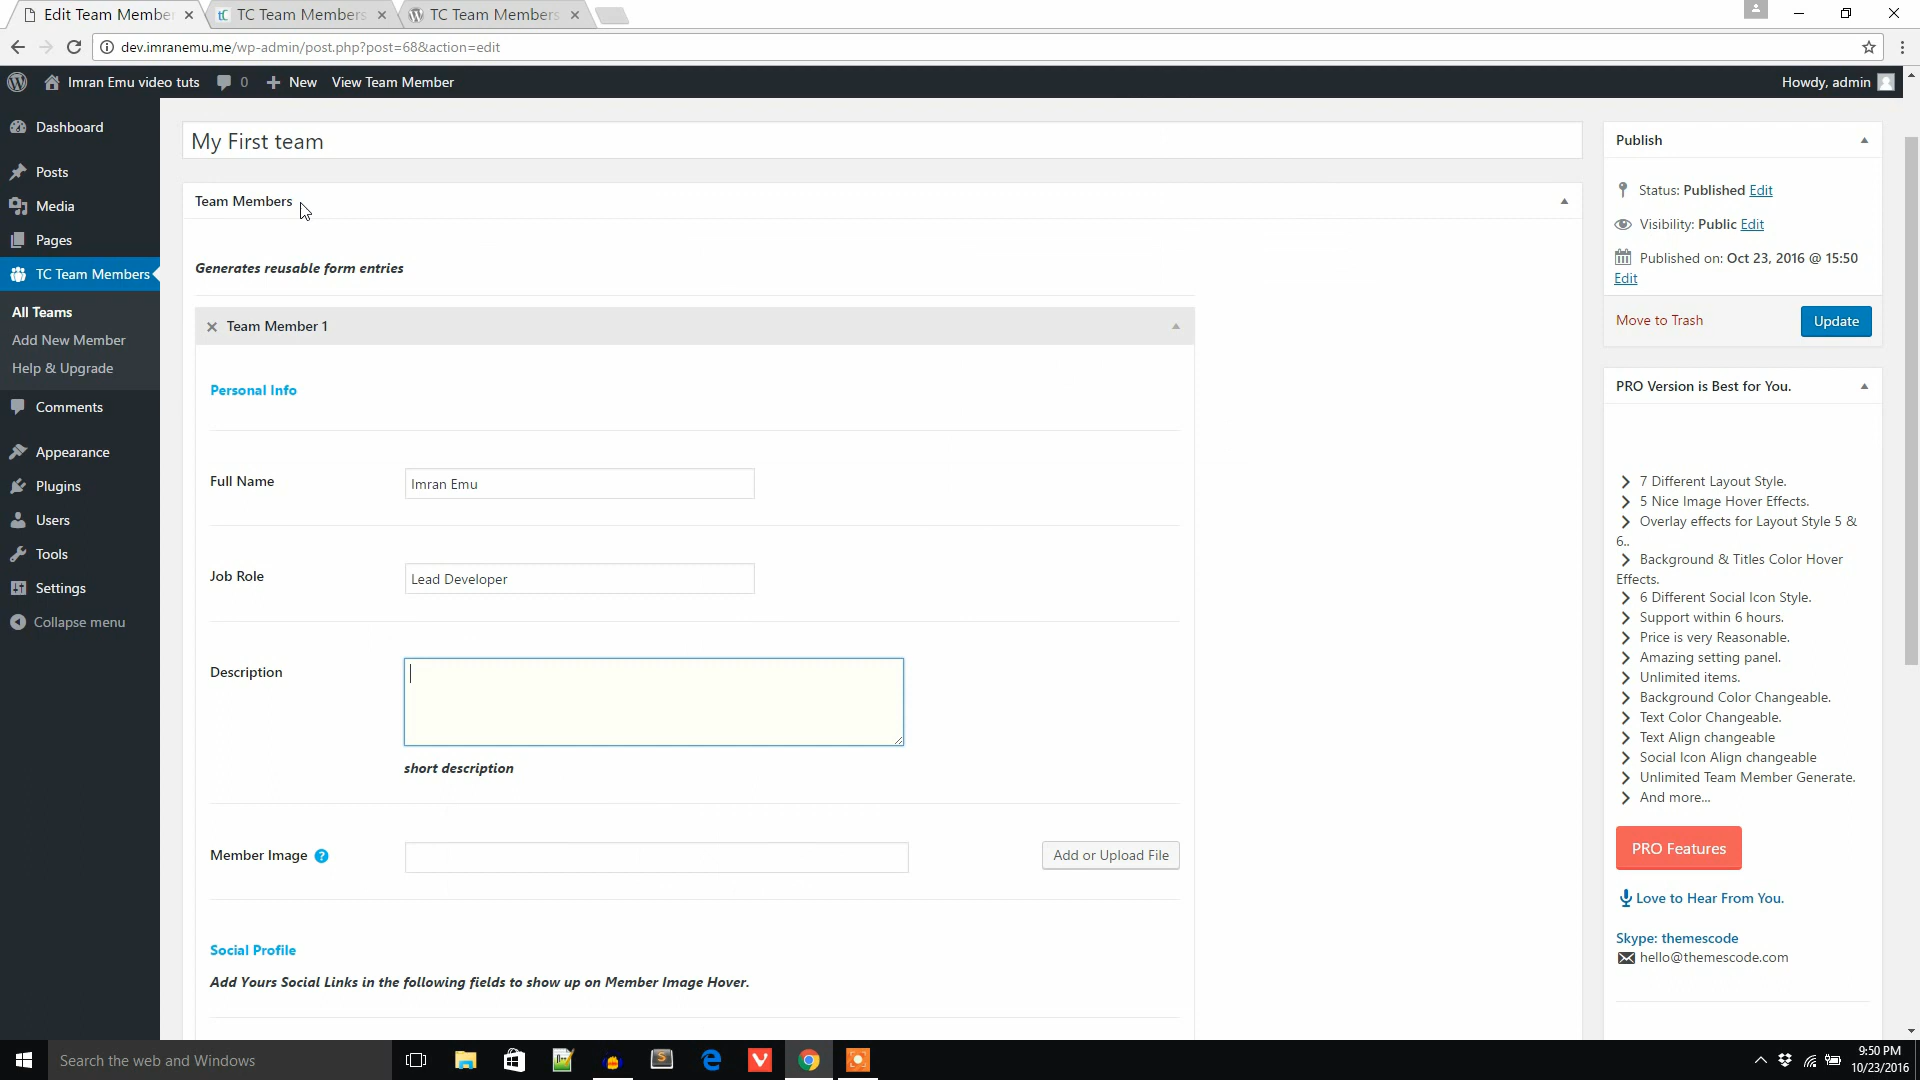 Edit Team Membe
TC Team Members
TC Team Members
dev.imranemu.me/wp-admin/post.php?post=68&action=edit
Imran Emu video tuts
0
New
View Team Member
Howdy, admin
Dashboard
Posts
Media
Pages
TC Team Members
All Teams
Add New Member
Help & Upgrade
Comments
Appearance
Plugins
Users
Tools
Settings
Collapse menu
My First team
Team Members
Generates reusable form entries
Team Member 1
Personal Info
Full Name
Imran Emu
Job Role
Lead Developer
Description
short description
Member Image ?
Add or Upload File
Social Profile
Add Yours Social Links in the following fields to show up on Member Image Hover.
Publish
Status: Published Edit
Visibility: Public Edit
Published on: Oct 23, 2016 @ 15:50
Edit
Move to Trash
Update
PRO Version is Best for You.
7 Different Layout Style.
5 Nice Image Hover Effects.
Overlay effects for Layout Style 5 &
6..
Background & Titles Color Hover
Effects.
6 Different Social Icon Style.
Support within 6 hours.
Price is very Reasonable.
Amazing setting panel.
Unlimited items.
Background Color Changeable.
Text Color Changeable.
Text Align changeable
Social Icon Align changeable
Unlimited Team Member Generate.
And more...
PRO Features
Love to Hear From You.
Skype: themescode
hello@themescode.com
Search the web and Windows
9:50 PM
10/23/2016